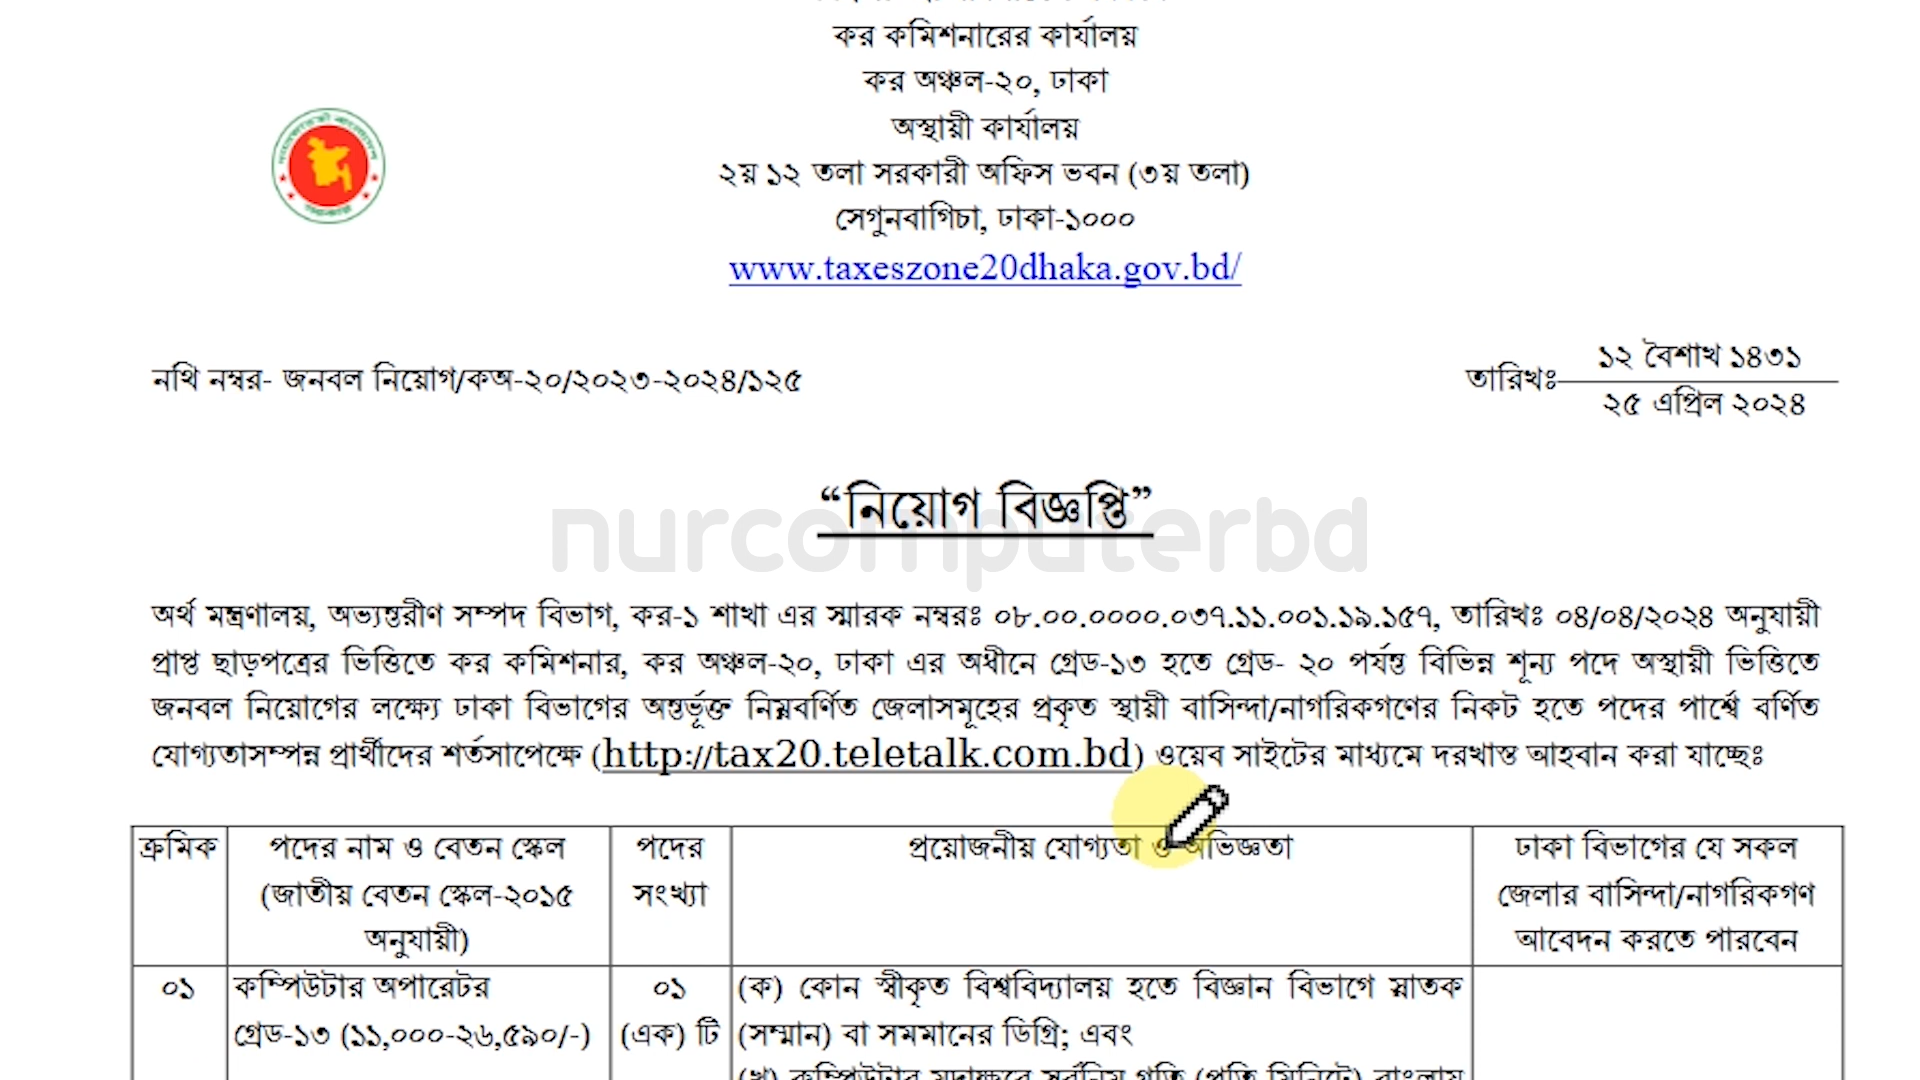 কর কমিশনারের কার্যালয়
কর অঞ্চল-২০, ঢাকা
অস্থায়ী কার্যালয়
২য় ১২ তলা সরকারী অফিস ভবন (৩য় তলা)
সেগুনবাগিচা, ঢাকা-১০০০
www.taxeszone20dhaka.gov.bd/
নথি নম্বর- জনবল নিয়োগ/কঅ-২০/২০২৩-২০২৪/১২৫
তারিখঃ ১২ বৈশাখ ১৪৩১
২৫ এপ্রিল ২০২৪
“নিয়োগ বিজ্ঞপ্তি”
nurcomputerbd
অর্থ মন্ত্রণালয়, অভ্যন্তরীণ সম্পদ বিভাগ, কর-১ শাখা এর স্মারক নম্বরঃ ০৮.০০.০০০০.০৩৭.১১.০০১.১৯.১৫৭, তারিখঃ ০৪/০৪/২০২৪ অনুযায়ী
প্রাপ্ত ছাড়পত্রের ভিত্তিতে কর কমিশনার, কর অঞ্চল-২০, ঢাকা এর অধীনে গ্রেড-১৩ হতে গ্রেড- ২০ পর্যন্ত বিভিন্ন শূন্য পদে অস্থায়ী ভিত্তিতে
জনবল নিয়োগের লক্ষ্যে ঢাকা বিভাগের অন্তর্ভূক্ত নিম্নবর্ণিত জেলাসমূহের প্রকৃত স্থায়ী বাসিন্দা/নাগরিকগণের নিকট হতে পদের পার্শ্বে বর্ণিত
যোগ্যতাসম্পন্ন প্রার্থীদের শর্তসাপেক্ষে (http://tax20.teletalk.com.bd) ওয়েব সাইটের মাধ্যমে দরখাস্ত আহবান করা যাচ্ছেঃ
ক্রমিক
পদের নাম ও বেতন স্কেল
(জাতীয় বেতন স্কেল-২০১৫
অনুযায়ী)
পদের
সংখ্যা
প্রয়োজনীয় যোগ্যতা ও অভিজ্ঞতা
ঢাকা বিভাগের যে সকল
জেলার বাসিন্দা/নাগরিকগণ
আবেদন করতে পারবেন
০১
কম্পিউটার অপারেটর
গ্রেড-১৩ (১১,০০০-২৬,৫৯০/-)
০১
(এক) টি
(ক) কোন স্বীকৃত বিশ্ববিদ্যালয় হতে বিজ্ঞান বিভাগে স্নাতক
(সম্মান) বা সমমানের ডিগ্রি; এবং
(খ) কম্পিউটার মুদ্রাক্ষরে সর্বনিম্ন গতি (প্রতি মিনিটে) বাংলায়